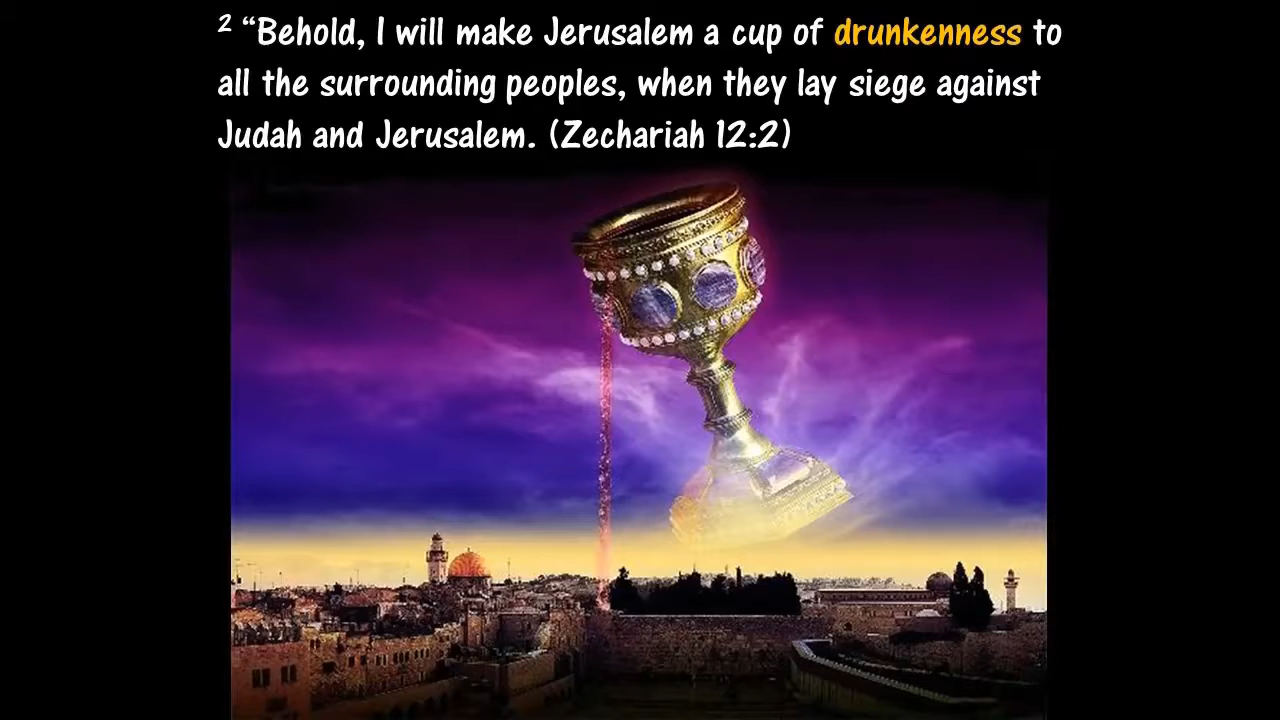 ² “Behold, I will make Jerusalem a cup of drunkenness to
all the surrounding peoples, when they lay siege against
Judah and Jerusalem. (Zechariah 12:2)